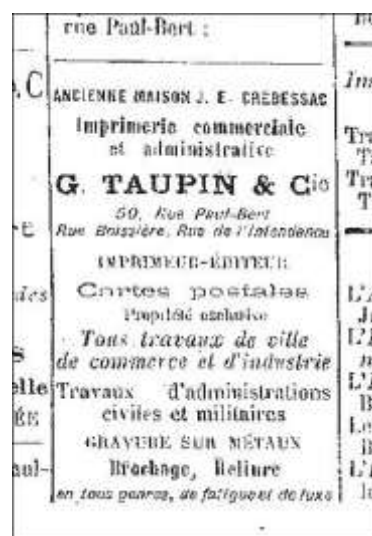 rue Paul-Bert :
ANCIENNE MAISON J. E. CREBESSAC
Imprimerie commerciale
et administrative
G. TAUPIN & Cie
50, Rue Paul-Bert
Rue Boissière, Rue de l'Intendance
IMPRIMEUR-ÉDITEUR
Cartes postales
Propriété exclusive
Tous travaux de ville
de commerce et d'industrie
Travaux d'administrations
civiles et militaires
GRAVURE SUR MÉTAUX
Brochage, Reliure
en tous genres, de fatigue et de luxe